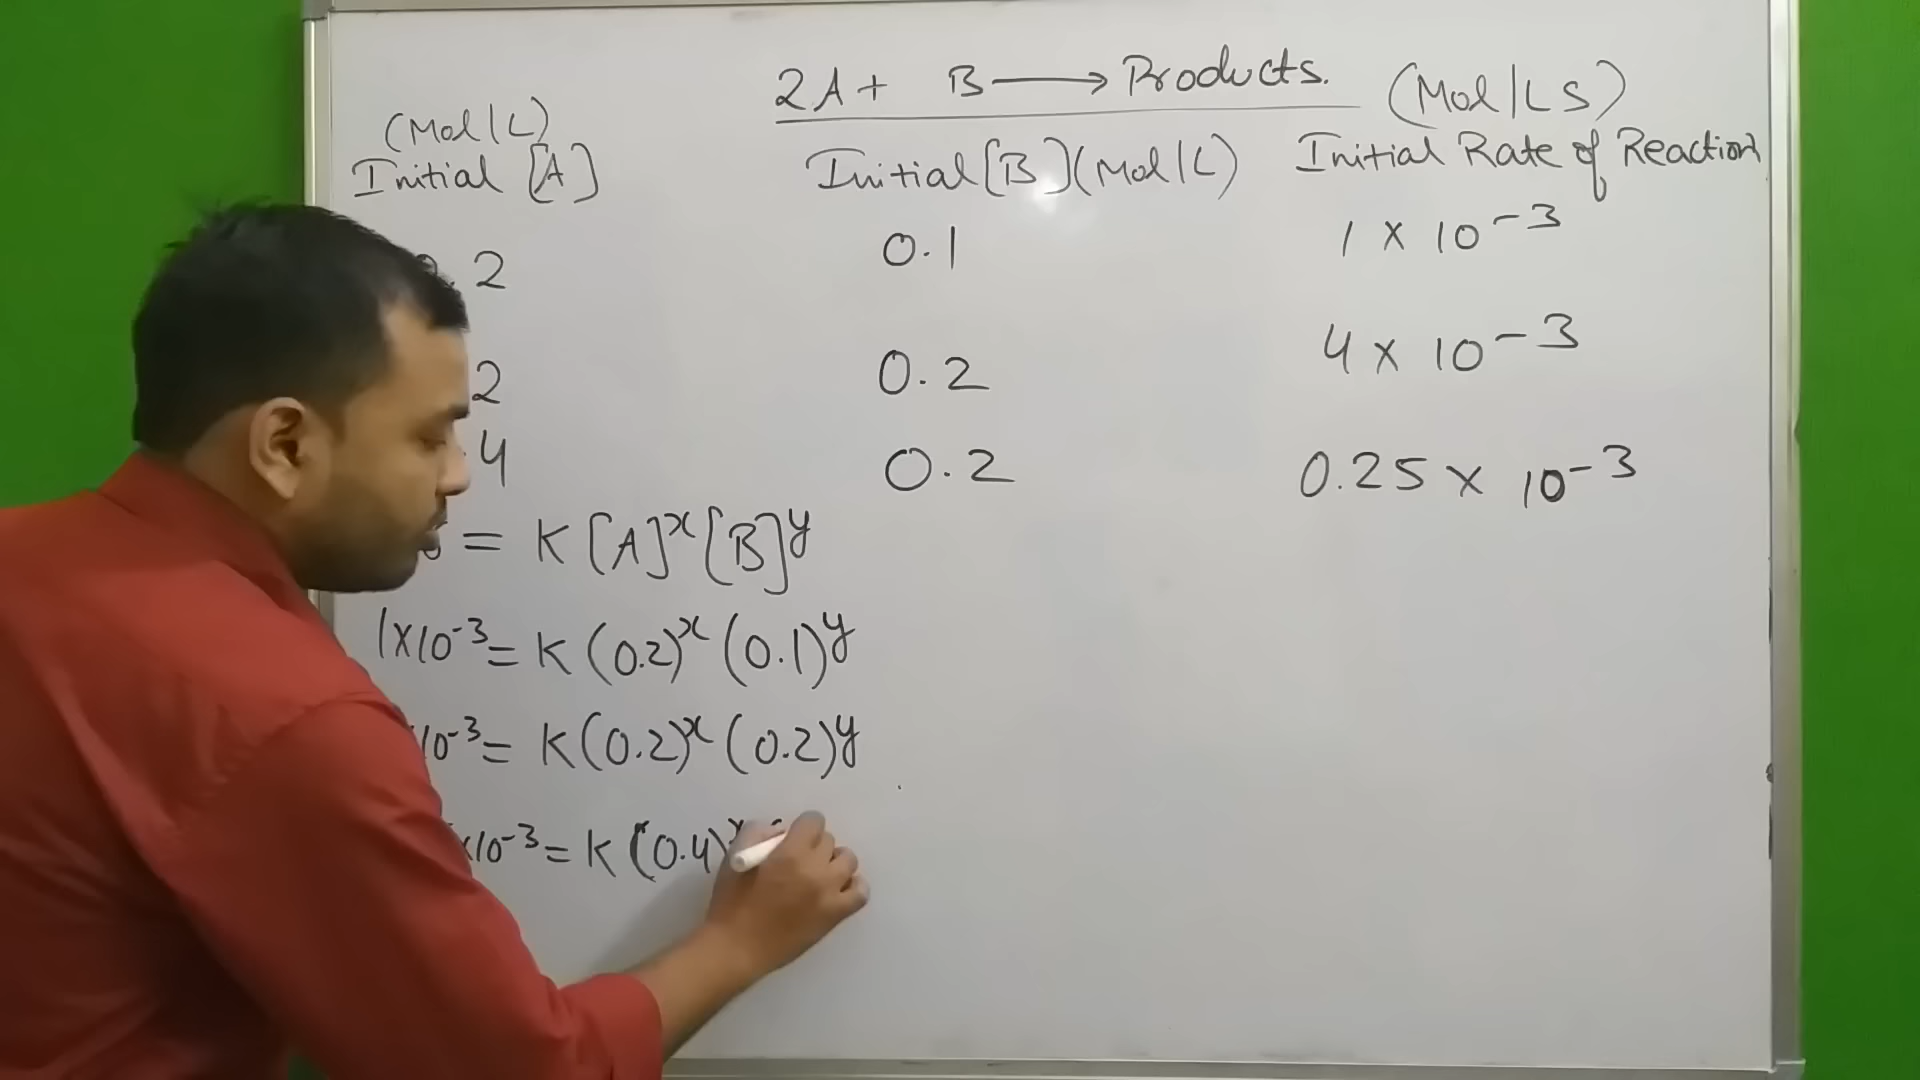 2A + B ⟶ Products. (Mol/LS)
(Mol/L)
Initial [A] Initial [B] (Mol/L) Initial Rate of Reaction
. 2 0.1 1 × 10⁻³
2 0.2 4 × 10⁻³
.4 0.2 0.25 × 10⁻³
= K [A]ˣ [B]ʸ
1×10⁻³ = K (0.2)ˣ (0.1)ʸ
10⁻³ = K (0.2)ˣ (0.2)ʸ
×10⁻³ = K (0.4)ˣ